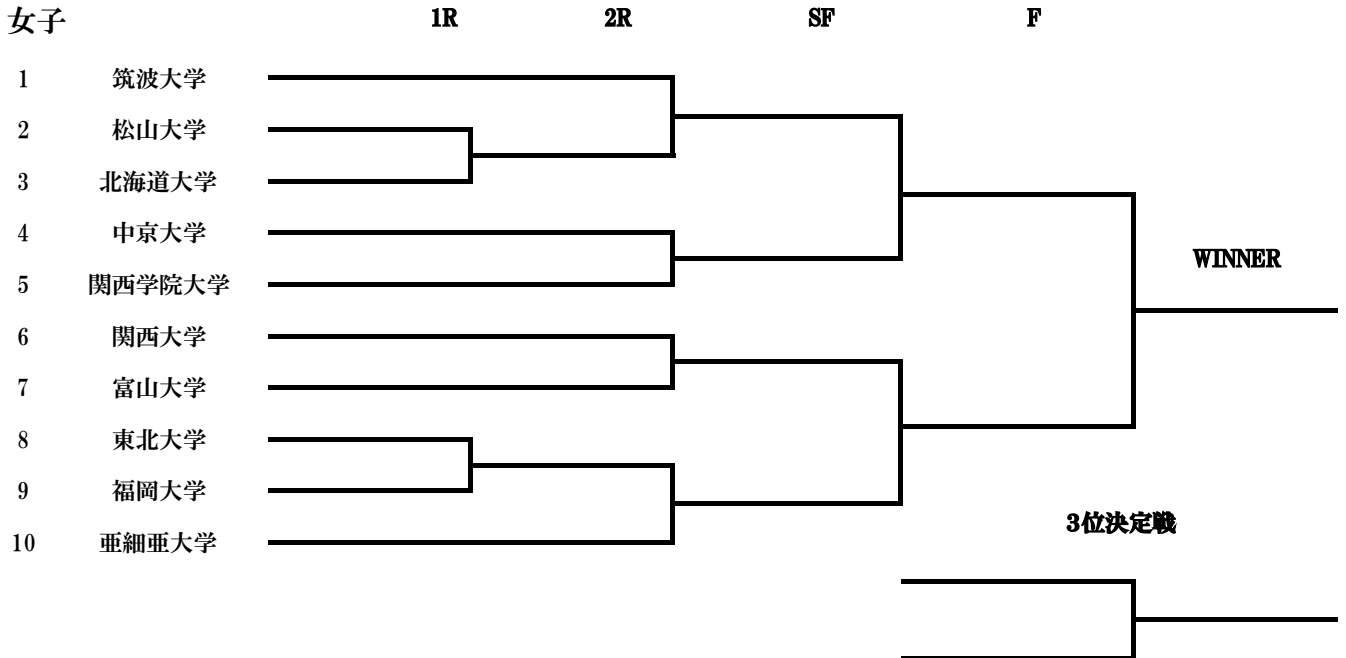 女子 1R 2R SF F
1 筑波大学
2 松山大学
3 北海道大学
4 中京大学
WINNER
5 関西学院大学
6 関西大学
7 富山大学
8 東北大学
9 福岡大学
3位決定戦
10 亜細亜大学